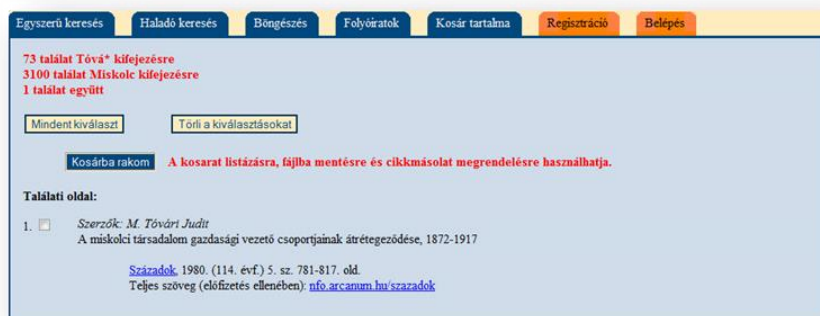 Egyszerű keresés Haladó keresés Böngészés Folyóiratok Kosár tartalma Regisztráció Belépés
73 találat Tóvá* kifejezésre
3100 találat Miskolc kifejezésre
1 találat együtt
Mindent kiválaszt Törli a kiválasztásokat
Kosárba rakom A kosarat listázásra, fájlba mentésre és cikkmásolat megrendelésre használhatja.
Találati oldal:
1. Szerzők: M. Tóvári Judit
A miskolci társadalom gazdasági vezető csoportjainak átrétegeződése, 1872-1917
Századok, 1980. (114. évf.) 5. sz. 781-817. old.
Teljes szöveg (előfizetés ellenében): nfo.arcanum.hu/szazadok